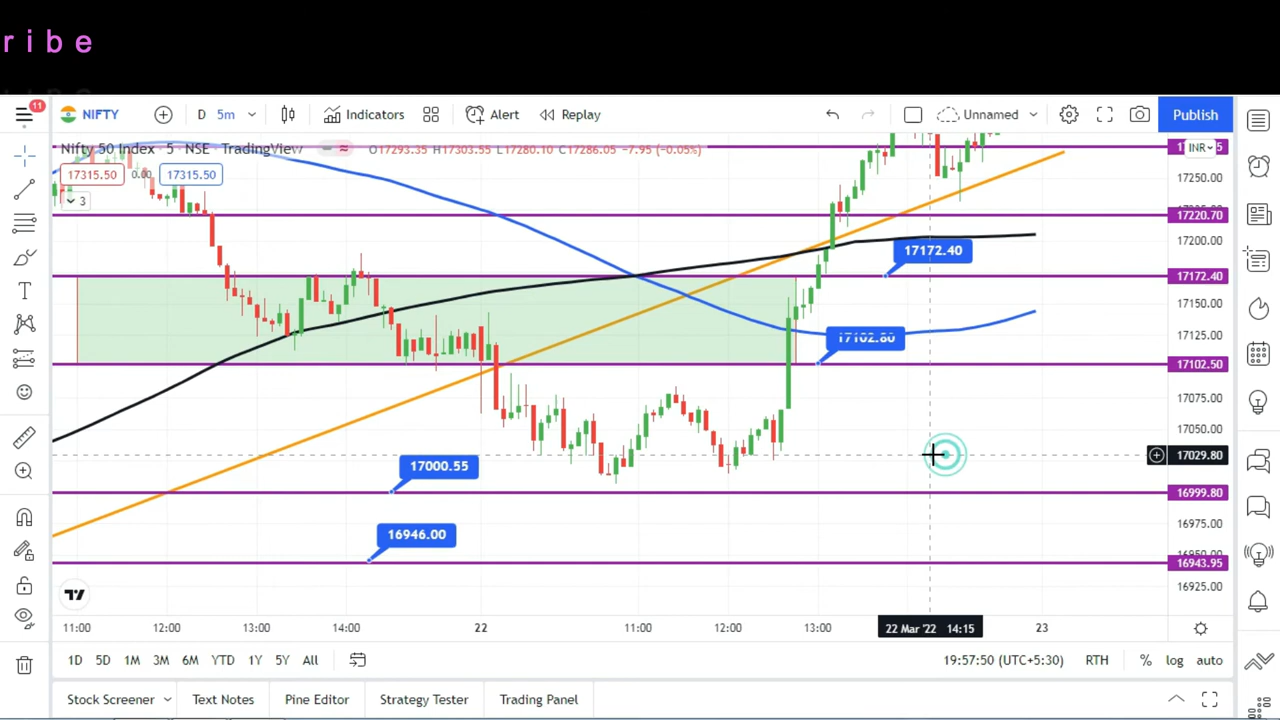 r i b e
11
NIFTY
D 5m
Indicators
Alert
Replay
Unnamed
Publish
Nifty 50 Index · 5 · NSE · TradingView
O17293.35 H17303.55 L17280.10 C17286.05 −7.95 (−0.05%)
INR
17315.50 0.00 17315.50
3
17250.00
17220.70
17200.00
17172.40
17172.40
17150.00
17125.00
17102.80
17102.50
17075.00
17050.00
17029.80
17000.55
16999.80
16975.00
16946.00
16950.00
16943.95
16925.00
11:00 12:00 13:00 14:00 22 11:00 12:00 13:00 22 Mar '22 14:15 23
1D 5D 1M 3M 6M YTD 1Y 5Y All
19:57:50 (UTC+5:30) RTH % log auto
Stock Screener Text Notes Pine Editor Strategy Tester Trading Panel